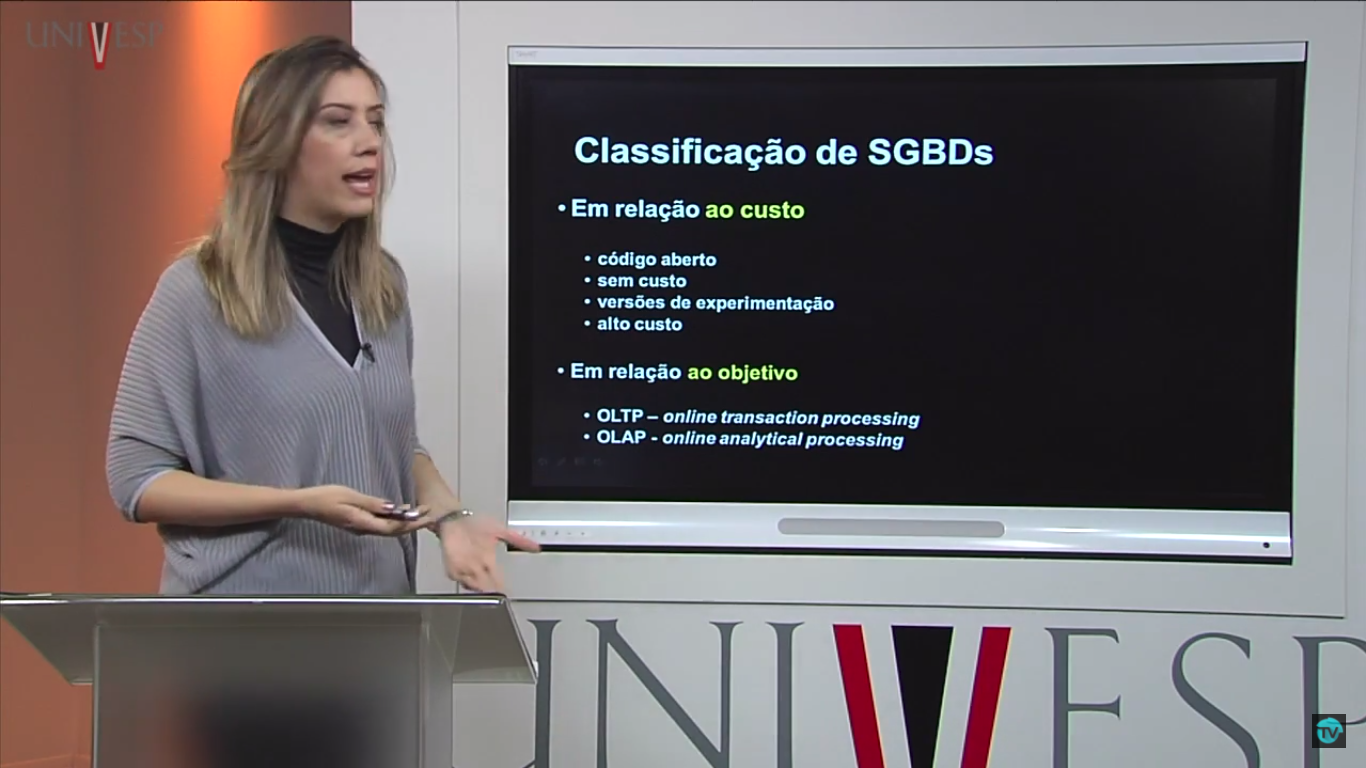 UNIVESP
Classificação de SGBDs
• Em relação ao custo
• código aberto
• sem custo
• versões de experimentação
• alto custo
• Em relação ao objetivo
• OLTP – online transaction processing
• OLAP - online analytical processing
UNIVESP
TV